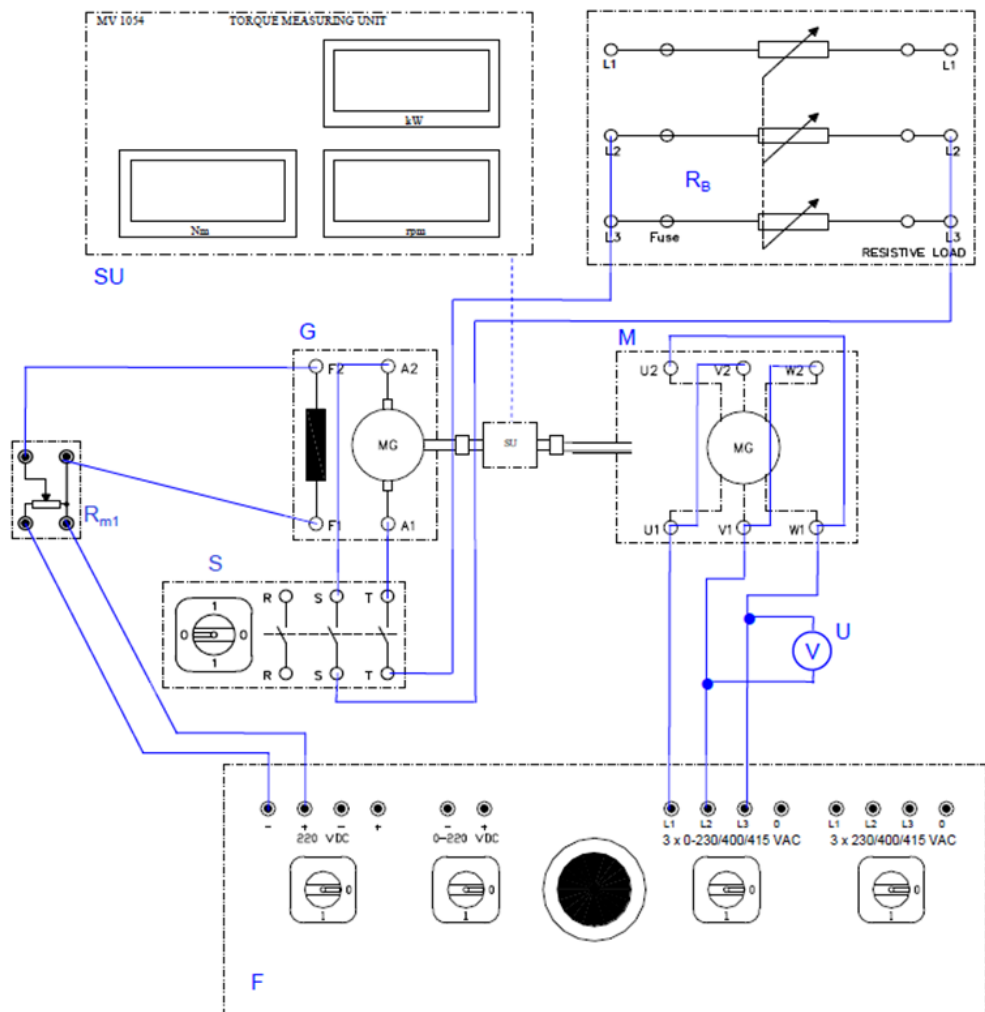 MV 1054 TORQUE MEASURING UNIT
kW
Nm
rpm
SU
L1
L1
L2
L2
R_B
L3
Fuse
L3
RESISTIVE LOAD
G
F2
A2
MG
F1
A1
SU
M
U2
V2
W2
MG
U1
V1
W1
R_m1
S
1
0
0
1
R
S
T
R
S
T
V
U
- + - +
220 VDC
- +
0-220 VDC
L1 L2 L3 0
3 x 0-230/400/415 VAC
L1 L2 L3 0
3 x 230/400/415 VAC
0
1
0
1
0
1
0
1
F